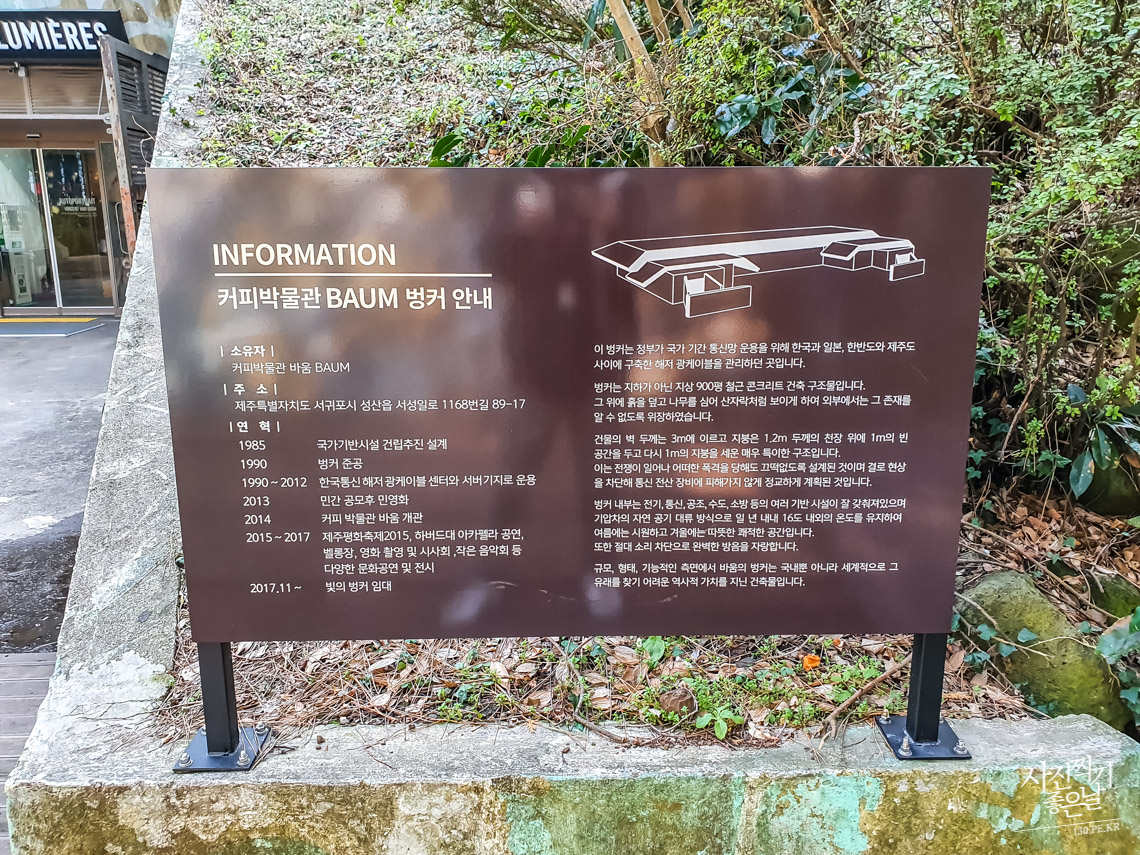 LUMIÈRES
INFORMATION
커피박물관 BAUM 벙커 안내
| 소유자 |
커피박물관 바움 BAUM
| 주 소 |
제주특별자치도 서귀포시 성산읍 서성일로 1168번길 89-17
| 연 혁 |
1985 국가기반시설 건립추진 설계
1990 벙커 준공
1990 ~ 2012 한국통신 해저 광케이블 센터와 서버기지로 운용
2013 민간 공모후 민영화
2014 커피 박물관 바움 개관
2015 ~ 2017 제주평화축제2015, 하버드대 아카펠라 공연,
벨롱장, 영화 촬영 및 시사회 ,작은 음악회 등
다양한 문화공연 및 전시
2017.11 ~ 빛의 벙커 임대
이 벙커는 정부가 국가 기간 통신망 운용을 위해 한국과 일본, 한반도와 제주도
사이에 구축한 해저 광케이블을 관리하던 곳입니다.
벙커는 지하가 아닌 지상 900평 철근 콘크리트 건축 구조물입니다.
그 위에 흙을 덮고 나무를 심어 산자락처럼 보이게 하여 외부에서는 그 존재를
알 수 없도록 위장하였습니다.
건물의 벽 두께는 3m에 이르고 지붕은 1.2m 두께의 천장 위에 1m의 빈
공간을 두고 다시 1m의 지붕을 세운 매우 특이한 구조입니다.
이는 전쟁이 일어나 어떠한 폭격을 당해도 끄떡없도록 설계된 것이며 결로 현상
을 차단해 통신 전산 장비에 피해가지 않게 정교하게 계획된 것입니다.
벙커 내부는 전기, 통신, 공조, 수도, 소방 등의 여러 기반 시설이 잘 갖춰져있으며
기압차의 자연 공기 대류 방식으로 일 년 내내 16도 내외의 온도를 유지하여
여름에는 시원하고 겨울에는 따뜻한 쾌적한 공간입니다.
또한 절대 소리 차단으로 완벽한 방음을 자랑합니다.
규모, 형태, 기능적인 측면에서 바움의 벙커는 국내뿐 아니라 세계적으로 그
유래를 찾기 어려운 역사적 가치를 지닌 건축물입니다.
사진찍기
좋은날